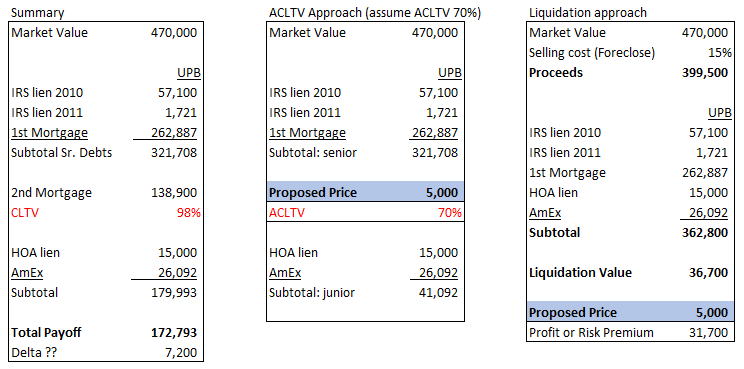 Summary
Market Value 470,000
UPB
IRS lien 2010 57,100
IRS lien 2011 1,721
1st Mortgage 262,887
Subtotal Sr. Debts 321,708
2nd Mortgage 138,900
CLTV 98%
HOA lien 15,000
AmEx 26,092
Subtotal 179,993
Total Payoff 172,793
Delta ?? 7,200
ACLTV Approach (assume ACLTV 70%)
Market Value 470,000
UPB
IRS lien 2010 57,100
IRS lien 2011 1,721
1st Mortgage 262,887
Subtotal: senior 321,708
Proposed Price 5,000
ACLTV 70%
HOA lien 15,000
AmEx 26,092
Subtotal: junior 41,092
Liquidation approach
Market Value 470,000
Selling cost (Foreclose) 15%
Proceeds 399,500
UPB
IRS lien 2010 57,100
IRS lien 2011 1,721
1st Mortgage 262,887
HOA lien 15,000
AmEx 26,092
Subtotal 362,800
Liquidation Value 36,700
Proposed Price 5,000
Profit or Risk Premium 31,700